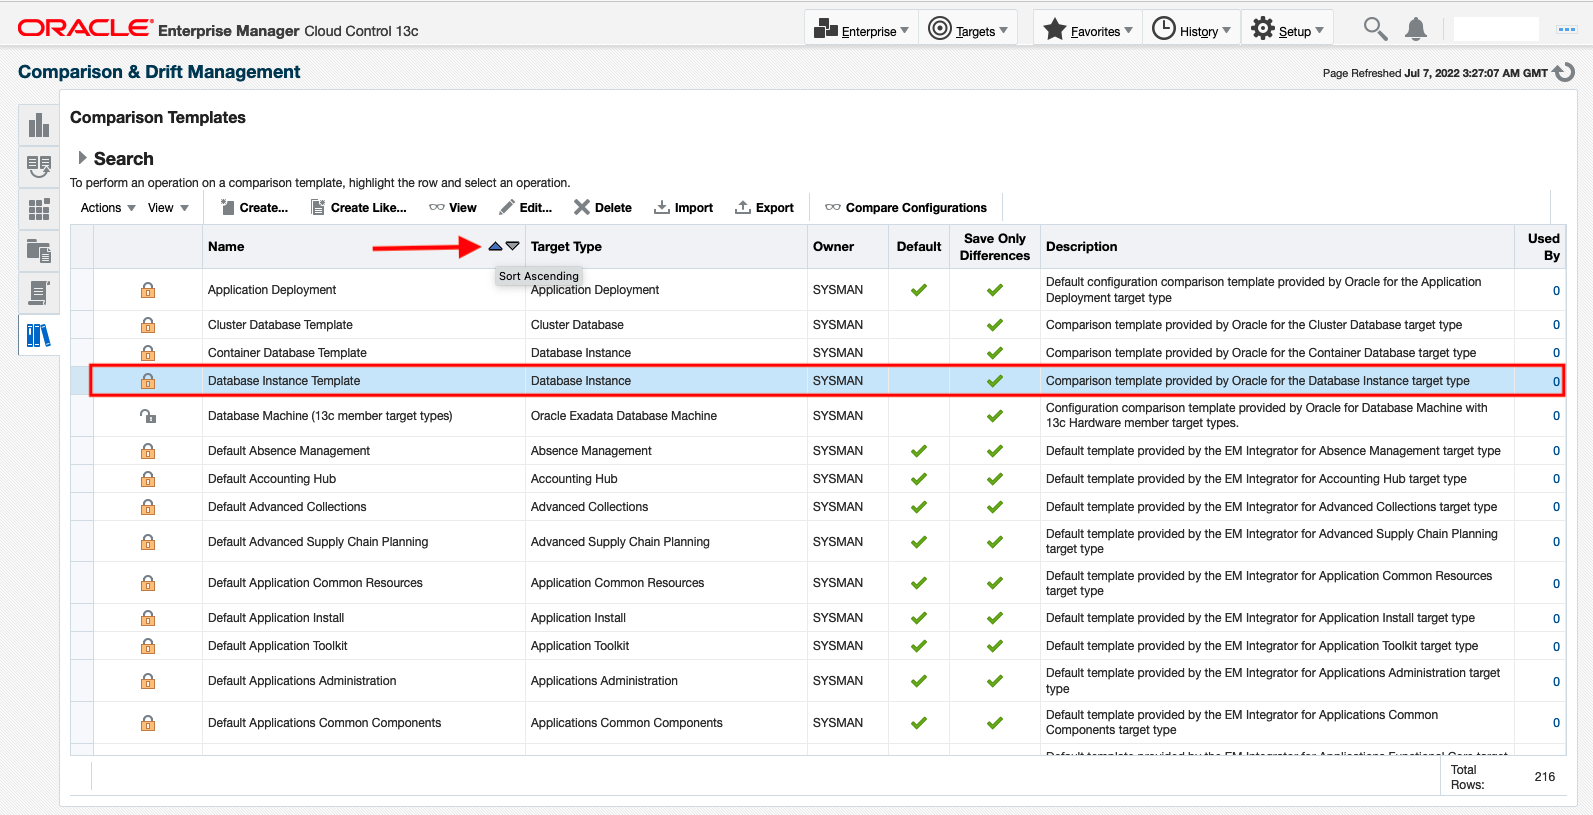 ORACLE Enterprise Manager Cloud Control 13c Enterprise Targets Favorites History Setup
Comparison & Drift Management
Page Refreshed Jul 7, 2022 3:27:07 AM GMT
Comparison Templates
Search
To perform an operation on a comparison template, highlight the row and select an operation.
Actions View Create... Create Like... View Edit... Delete Import Export Compare Configurations
Name Target Type Owner Default Save Only Differences Description Used By
Sort Ascending
Application Deployment Application Deployment SYSMAN Default configuration comparison template provided by Oracle for the Application
Deployment target type 0
Cluster Database Template Cluster Database SYSMAN Comparison template provided by Oracle for the Cluster Database target type 0
Container Database Template Database Instance SYSMAN Comparison template provided by Oracle for the Container Database target type 0
Database Instance Template Database Instance SYSMAN Comparison template provided by Oracle for the Database Instance target type 0
Database Machine (13c member target types) Oracle Exadata Database Machine SYSMAN Configuration comparison template provided by Oracle for Database Machine with
13c Hardware member target types. 0
Default Absence Management Absence Management SYSMAN Default template provided by the EM Integrator for Absence Management target type 0
Default Accounting Hub Accounting Hub SYSMAN Default template provided by the EM Integrator for Accounting Hub target type 0
Default Advanced Collections Advanced Collections SYSMAN Default template provided by the EM Integrator for Advanced Collections target type 0
Default Advanced Supply Chain Planning Advanced Supply Chain Planning SYSMAN Default template provided by the EM Integrator for Advanced Supply Chain Planning
target type 0
Default Application Common Resources Application Common Resources SYSMAN Default template provided by the EM Integrator for Application Common Resources
target type 0
Default Application Install Application Install SYSMAN Default template provided by the EM Integrator for Application Install target type 0
Default Application Toolkit Application Toolkit SYSMAN Default template provided by the EM Integrator for Application Toolkit target type 0
Default Applications Administration Applications Administration SYSMAN Default template provided by the EM Integrator for Applications Administration target
type 0
Default Applications Common Components Applications Common Components SYSMAN Default template provided by the EM Integrator for Applications Common
Components target type 0
Total
Rows: 216